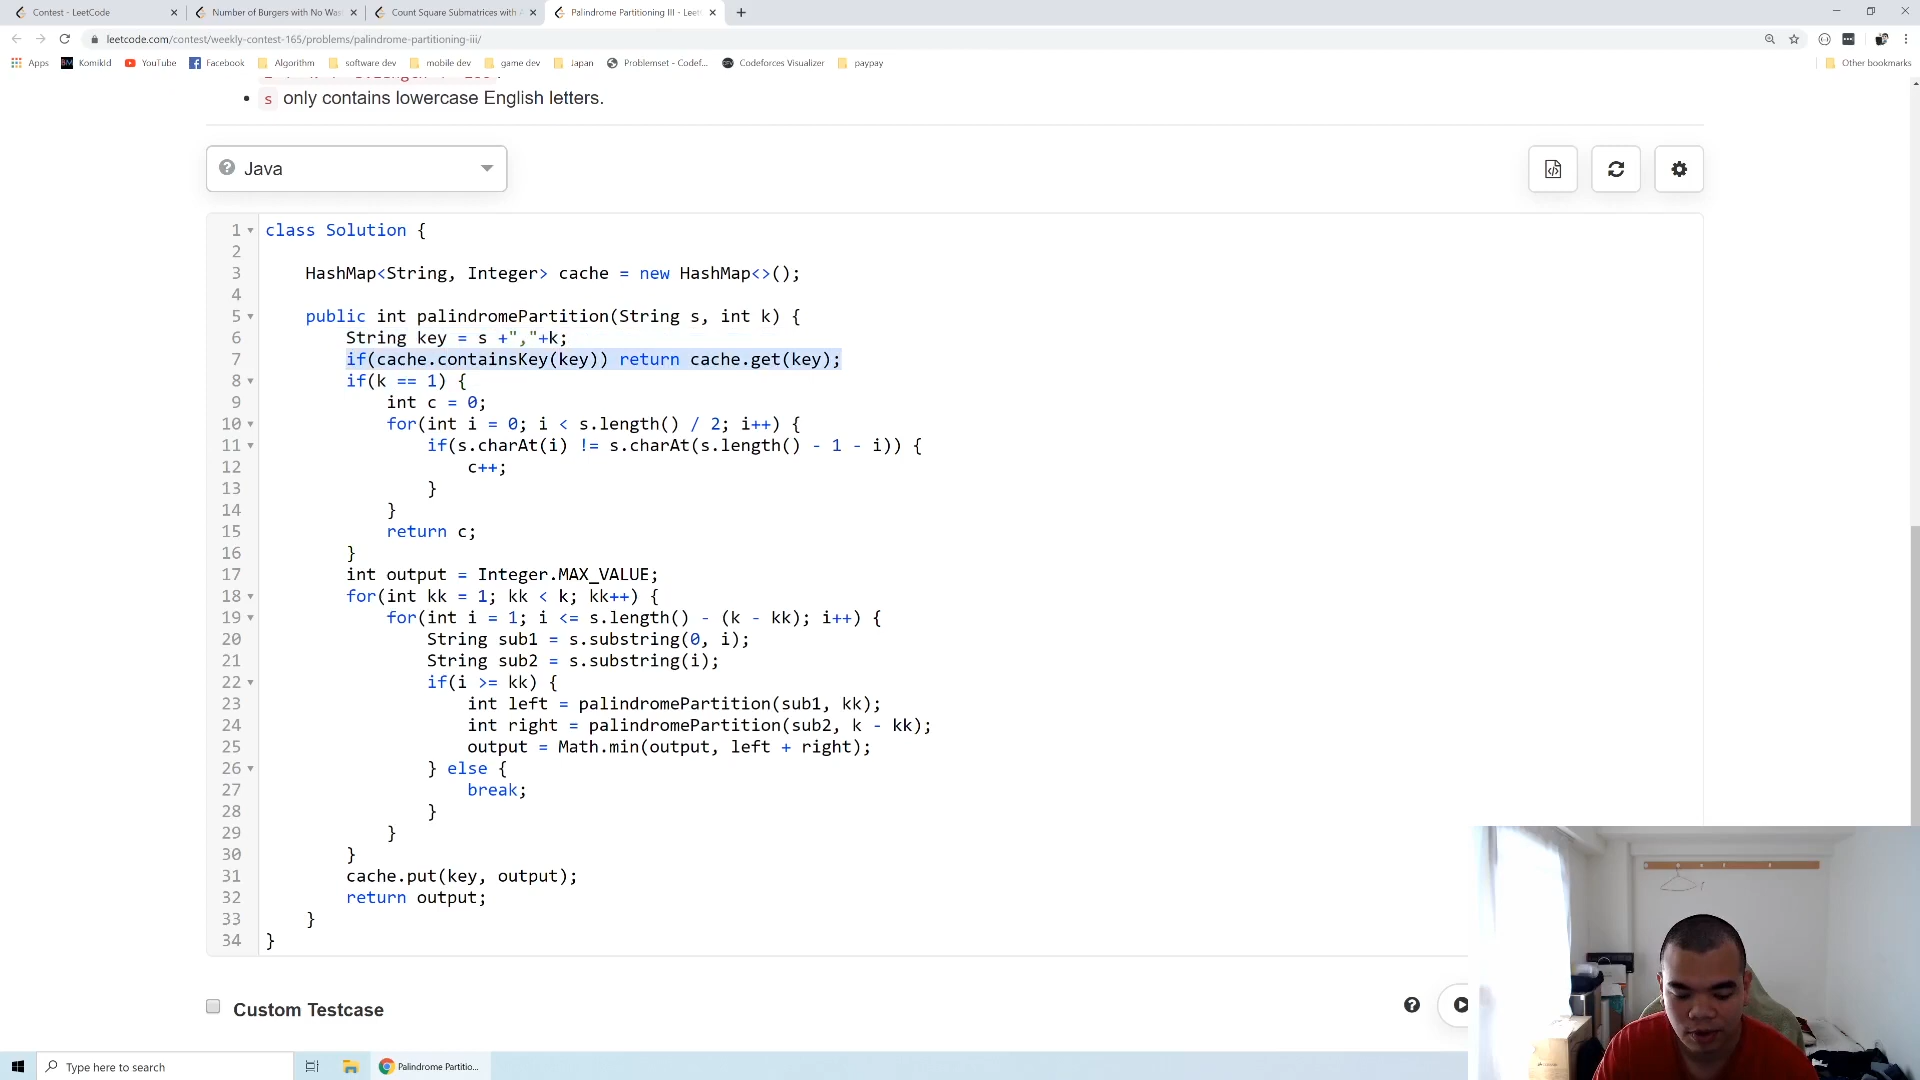 Contest - LeetCode
Number of Burgers with No Wast
Count Square Submatrices with
Palindrome Partitioning III - Leet
leetcode.com/contest/weekly-contest-165/problems/palindrome-partitioning-iii/
Apps
Komikld
YouTube
Facebook
Algorithm
software dev
mobile dev
game dev
Japan
Problemset - Codef...
Codeforces Visualizer
paypay
Other bookmarks
s only contains lowercase English letters.
Java
1 class Solution {
2
3 HashMap<String, Integer> cache = new HashMap<>();
4
5 public int palindromePartition(String s, int k) {
6 String key = s +","+k;
7 if(cache.containsKey(key)) return cache.get(key);
8 if(k == 1) {
9 int c = 0;
10 for(int i = 0; i < s.length() / 2; i++) {
11 if(s.charAt(i) != s.charAt(s.length() - 1 - i)) {
12 c++;
13 }
14 }
15 return c;
16 }
17 int output = Integer.MAX_VALUE;
18 for(int kk = 1; kk < k; kk++) {
19 for(int i = 1; i <= s.length() - (k - kk); i++) {
20 String sub1 = s.substring(0, i);
21 String sub2 = s.substring(i);
22 if(i >= kk) {
23 int left = palindromePartition(sub1, kk);
24 int right = palindromePartition(sub2, k - kk);
25 output = Math.min(output, left + right);
26 } else {
27 break;
28 }
29 }
30 }
31 cache.put(key, output);
32 return output;
33 }
34 }
Custom Testcase
Type here to search
Palindrome Partitio...